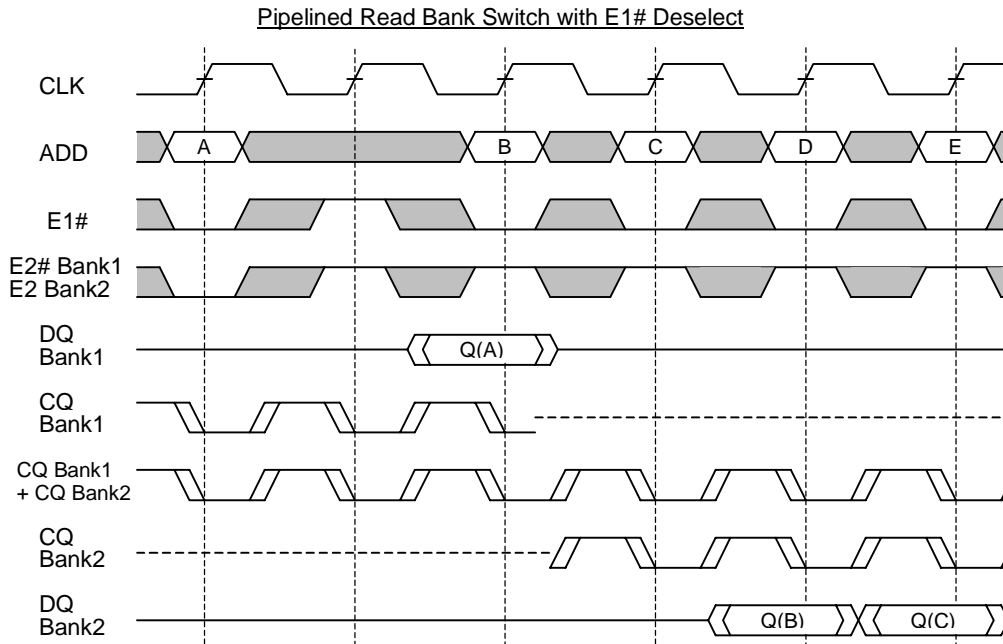 Pipelined Read Bank Switch with E1# Deselect
CLK
ADD
A
B
C
D
E
E1#
E2# Bank1
E2 Bank2
DQ
Bank1
Q(A)
CQ
Bank1
CQ Bank1
+ CQ Bank2
CQ
Bank2
DQ
Bank2
Q(B)
Q(C)